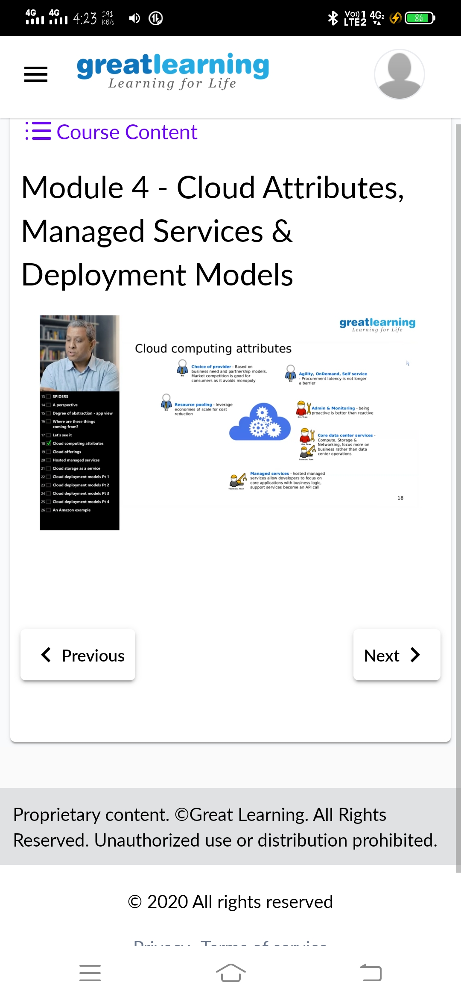 4G 4G 4:23 191 KB/s Vo)) 1 LTE2 4G2 86
greatlearning
Learning for Life
Course Content
Module 4 - Cloud Attributes,
Managed Services &
Deployment Models
greatlearning
Learning for Life
Cloud computing attributes
Choice of provider - Based on
business need and partnership models.
Market competition is good for
consumers as it avoids monopoly
Biz
Agility, OnDemand, Self service
- Procurement latency is not longer
a barrier
Biz
Resource pooling - leverage
economies of scale for cost
reduction
Biz
Admin & Monitoring - being
proactive is better than reactive
Ops Team
Core data center services -
Compute, Storage &
Networking, focus more on
business rather than data
center operations
Ops Team
Technical Team
Managed services - hosted managed
services allow developers to focus on
core applications with business logic,
support services become an API call
Technical Team
18
13 SPIDERS
14 A perspective
15 Degree of abstraction - app view
16 Where are these things
coming from?
17 Let's see it
18 Cloud computing attributes
19 Cloud offerings
20 Hosted managed services
21 Cloud storage as a service
22 Cloud deployment models Pt 1
23 Cloud deployment models Pt 2
24 Cloud deployment models Pt 3
25 Cloud deployment models Pt 4
26 An Amazon example
Previous
Next
Proprietary content. ©Great Learning. All Rights
Reserved. Unauthorized use or distribution prohibited.
© 2020 All rights reserved
Privacy Terms of service